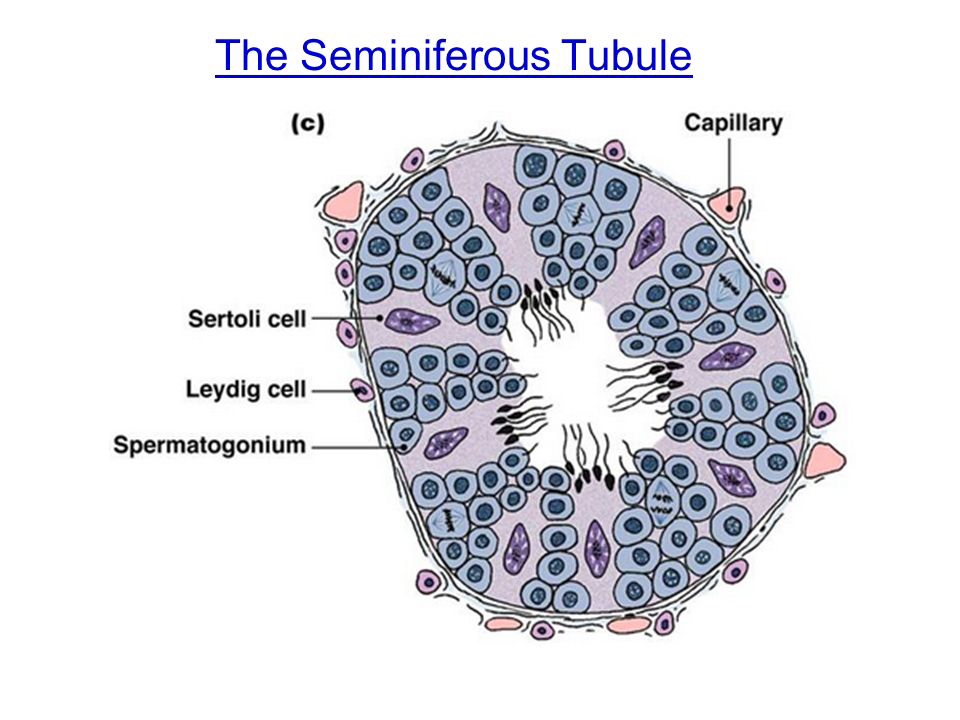 The Seminiferous Tubule
(c)
Capillary
Sertoli cell
Leydig cell
Spermatogonium